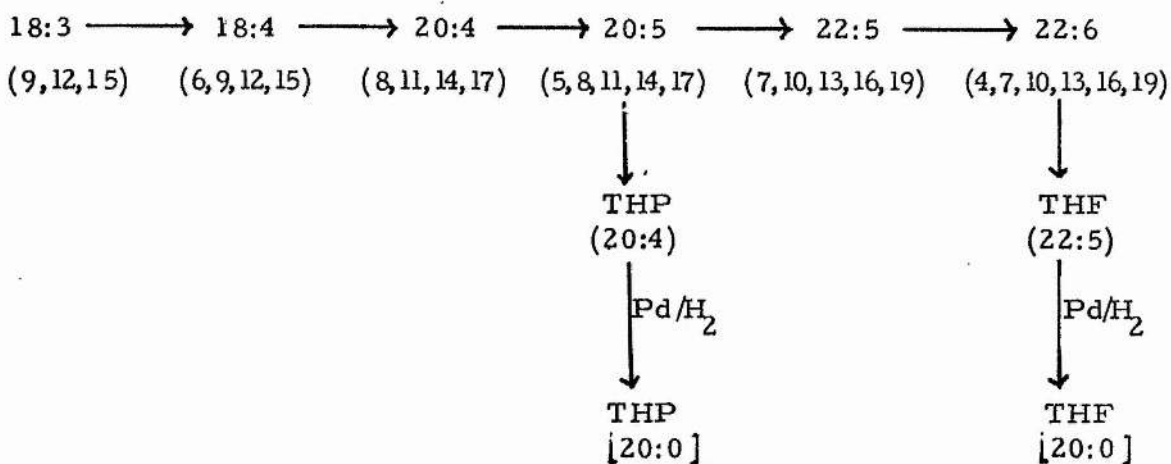 18:3 ⟶ 18:4 ⟶ 20:4 ⟶ 20:5 ⟶ 22:5 ⟶ 22:6
(9,12,15) (6,9,12,15) (8,11,14,17) (5,8,11,14,17) (7,10,13,16,19) (4,7,10,13,16,19)
THP THF
(20:4) (22:5)
Pd/H₂ Pd/H₂
THP THF
[20:0] [20:0]